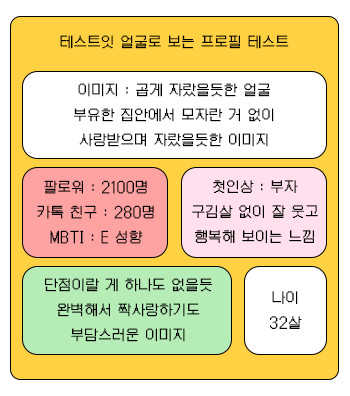 테스트잇 얼굴로 보는 프로필 테스트
이미지 : 곱게 자랐을듯한 얼굴
부유한 집안에서 모자란 거 없이
사랑받으며 자랐을듯한 이미지
팔로워 : 2100명
카톡 친구 : 280명
MBTI : E 성향
첫인상 : 부자
구김살 없이 잘 웃고
행복해 보이는 느낌
단점이랄 게 하나도 없을듯
완벽해서 짝사랑하기도
부담스러운 이미지
나이
32살